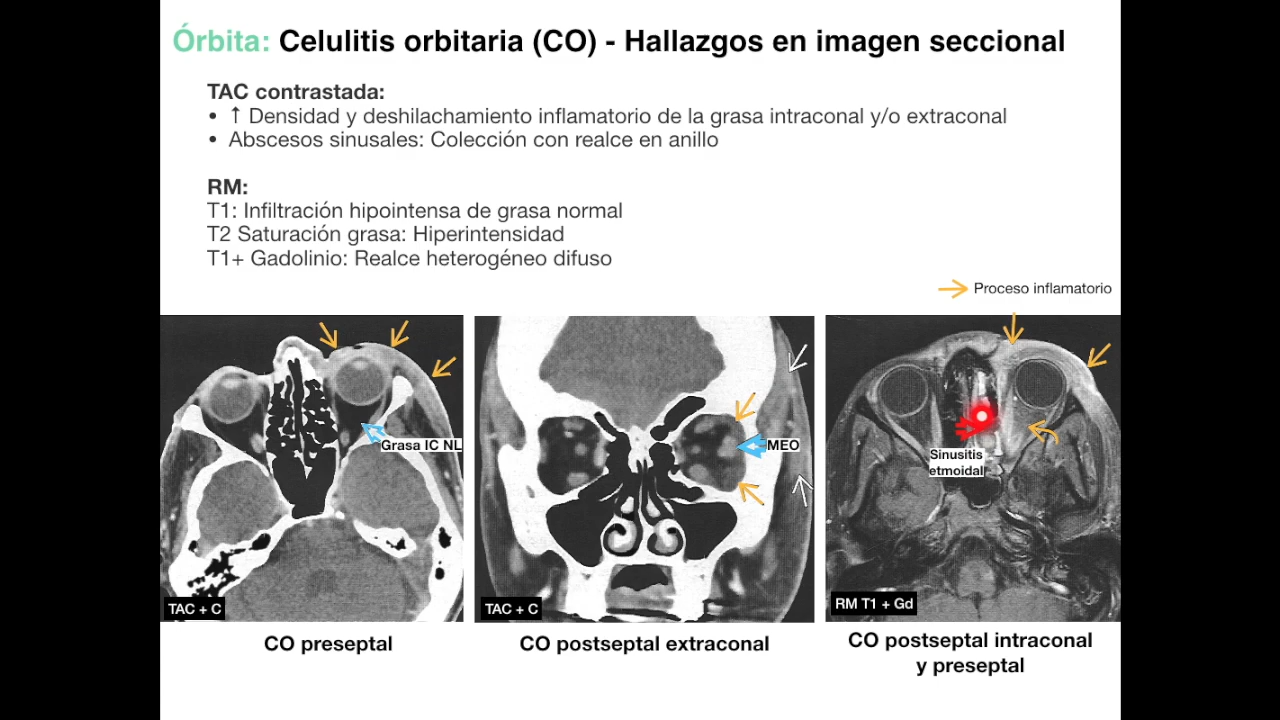 Órbita: Celulitis orbitaria (CO) - Hallazgos en imagen seccional
TAC contrastada:
• ↑ Densidad y deshilachamiento inflamatorio de la grasa intraconal y/o extraconal
• Abscesos sinusales: Colección con realce en anillo
RM:
T1: Infiltración hipointensa de grasa normal
T2 Saturación grasa: Hiperintensidad
T1+ Gadolinio: Realce heterogéneo difuso
Proceso inflamatorio
Grasa IC NL
TAC + C
CO preseptal
MEO
TAC + C
CO postseptal extraconal
Sinusitis
etmoidal
RM T1 + Gd
CO postseptal intraconal
y preseptal